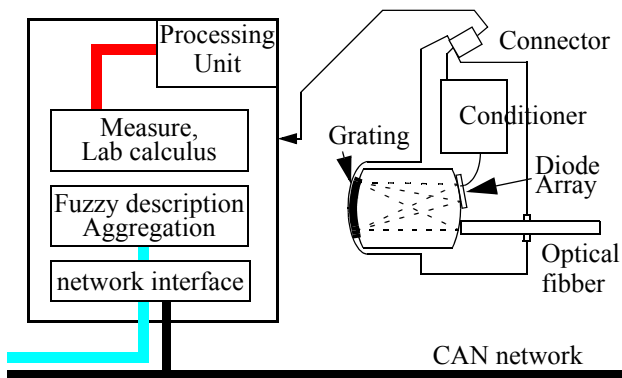 Processing
Unit
Measure,
Lab calculus
Fuzzy description
Aggregation
network interface
Connector
Conditioner
Grating
Diode
Array
Optical
fibber
CAN network